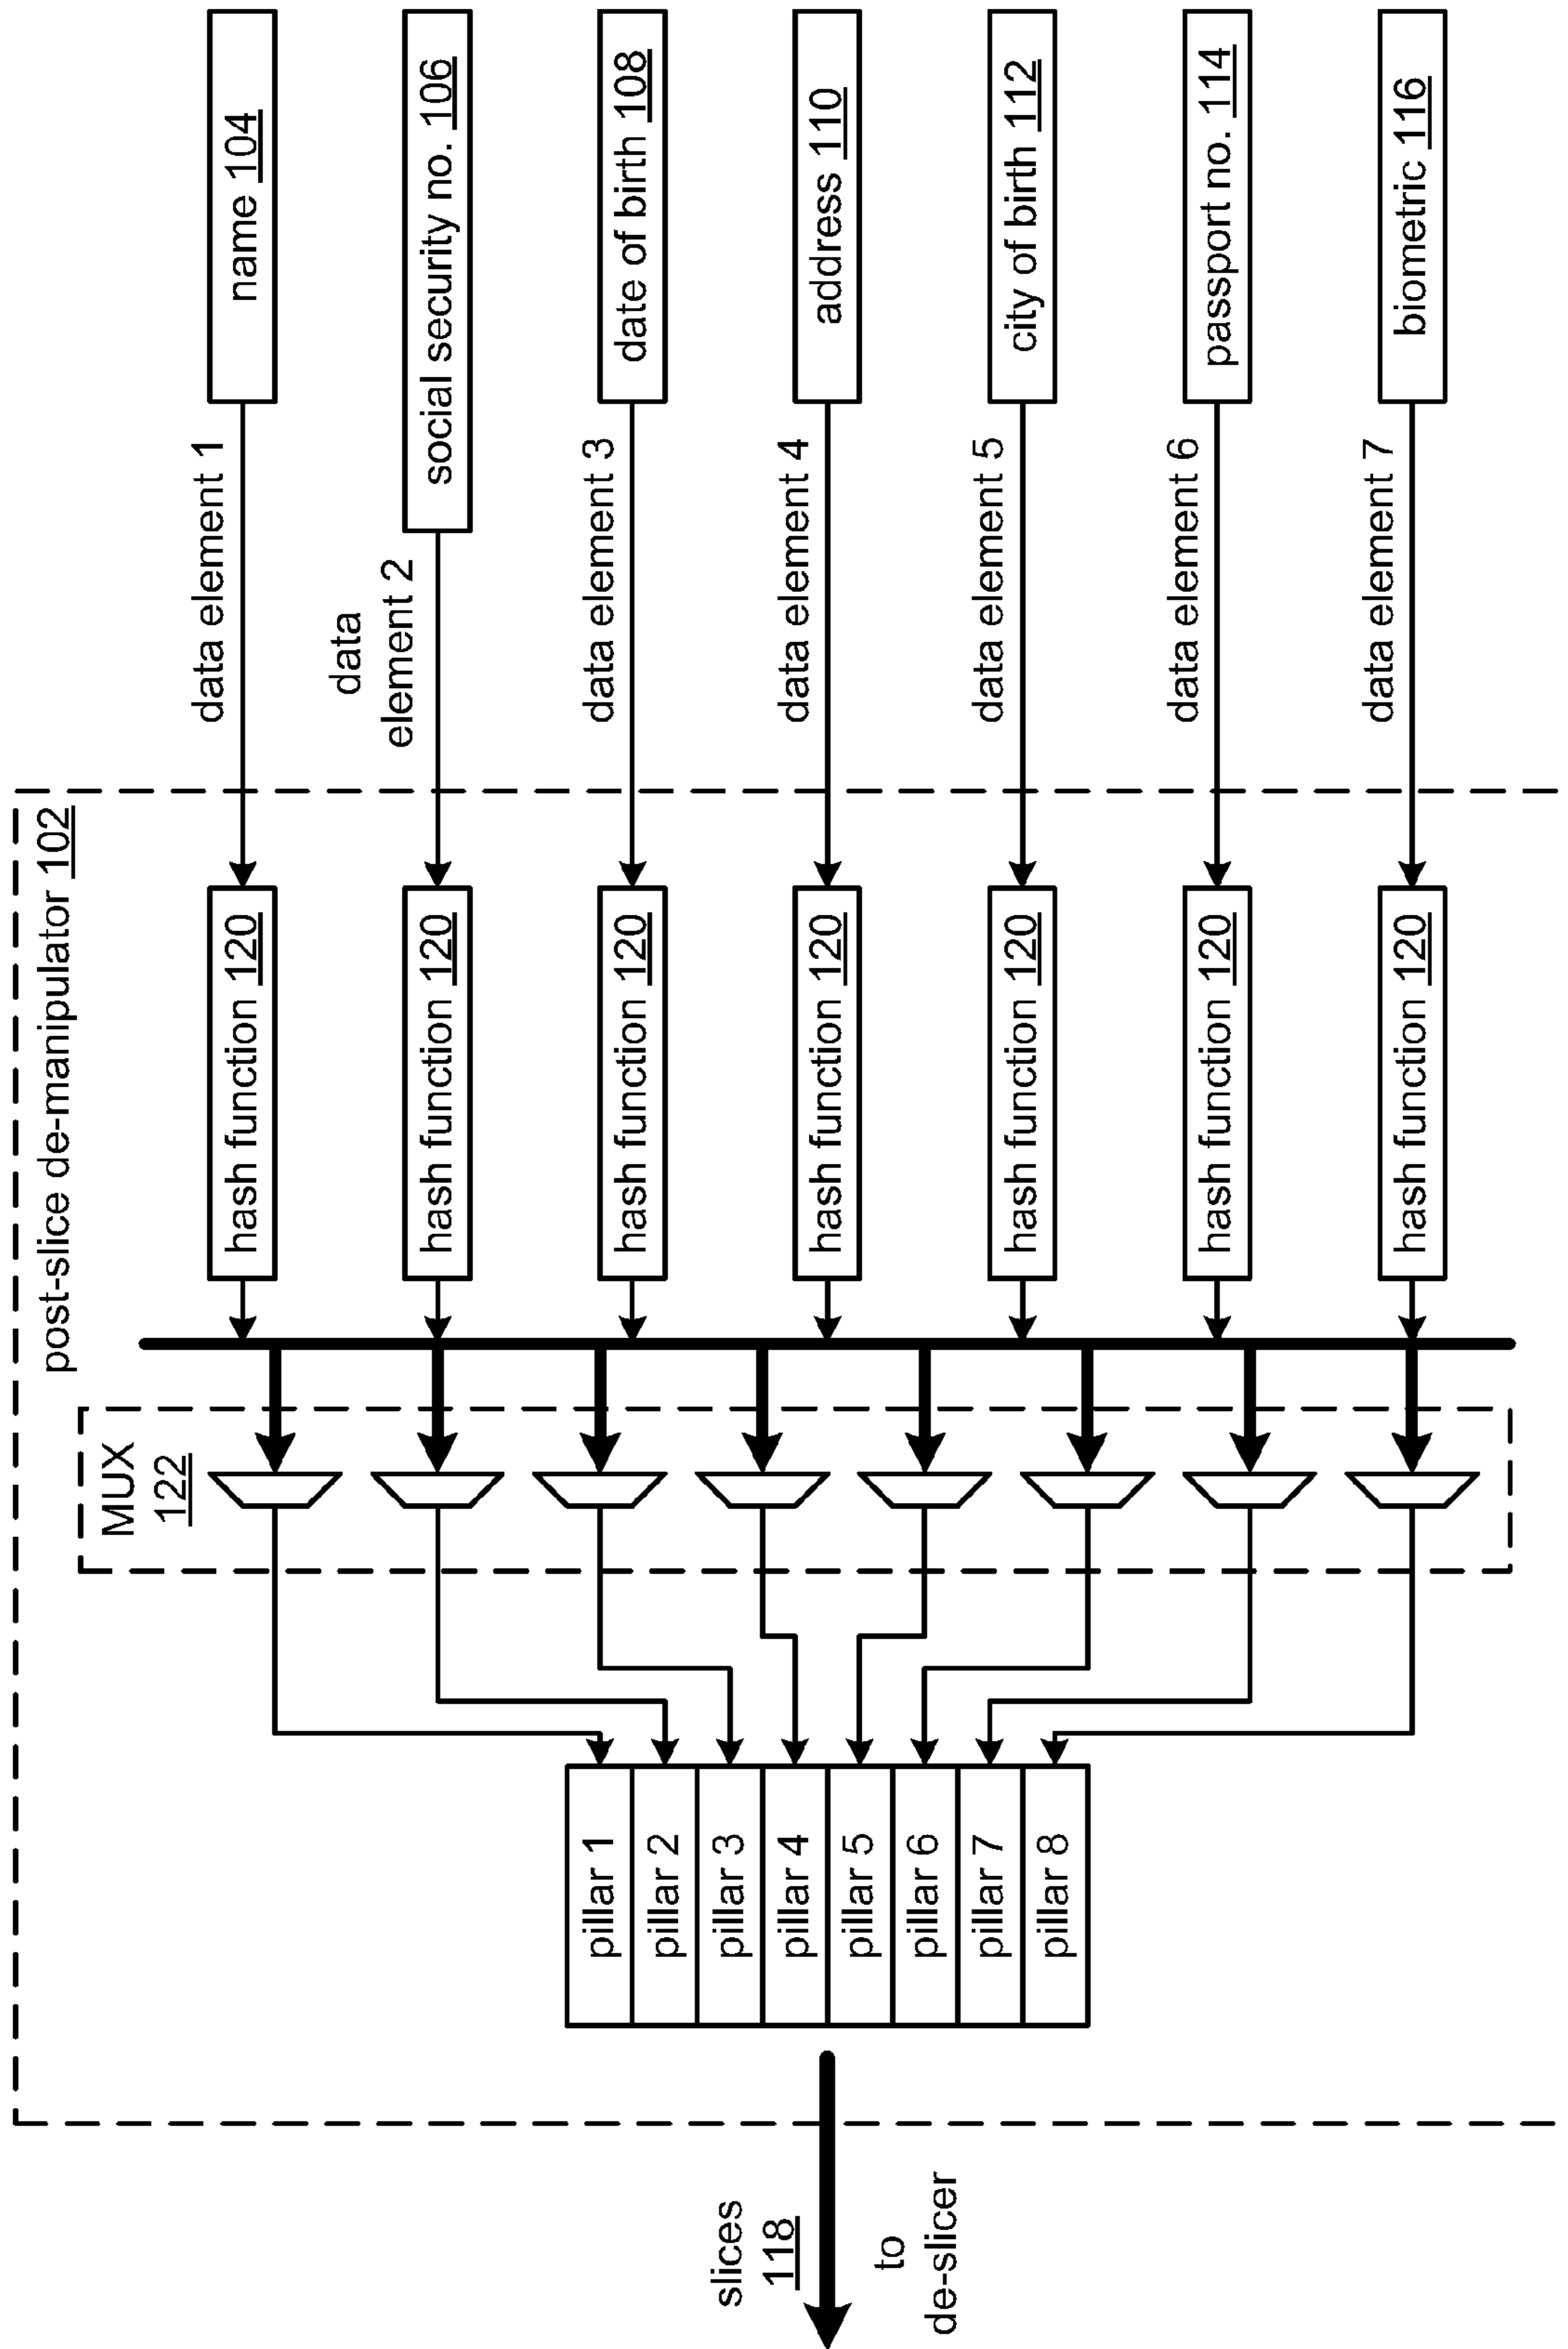 post-slice de-manipulator 102
name 104
data element 1
hash function 120
social security no. 106
data
element 2
hash function 120
date of birth 108
data element 3
hash function 120
address 110
data element 4
hash function 120
city of birth 112
data element 5
hash function 120
passport no. 114
data element 6
hash function 120
biometric 116
data element 7
hash function 120
MUX
122
pillar 1
pillar 2
pillar 3
pillar 4
pillar 5
pillar 6
pillar 7
pillar 8
slices
118
to
de-slicer